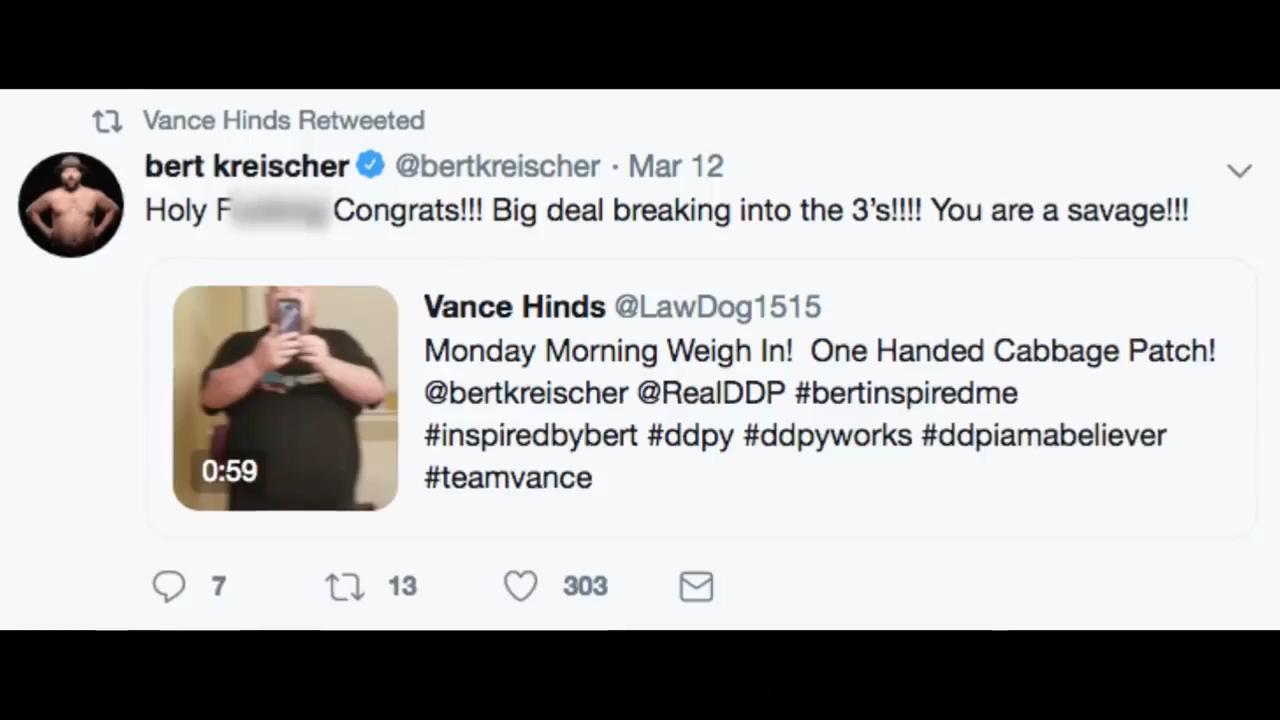 Vance Hinds Retweeted
bert kreischer @bertkreischer · Mar 12
Holy F Congrats!!! Big deal breaking into the 3’s!!!! You are a savage!!!
Vance Hinds @LawDog1515
Monday Morning Weigh In! One Handed Cabbage Patch!
@bertkreischer @RealDDP #bertinspiredme
#inspiredbybert #ddpy #ddpyworks #ddpiamabeliever
#teamvance
0:59
7 13 303